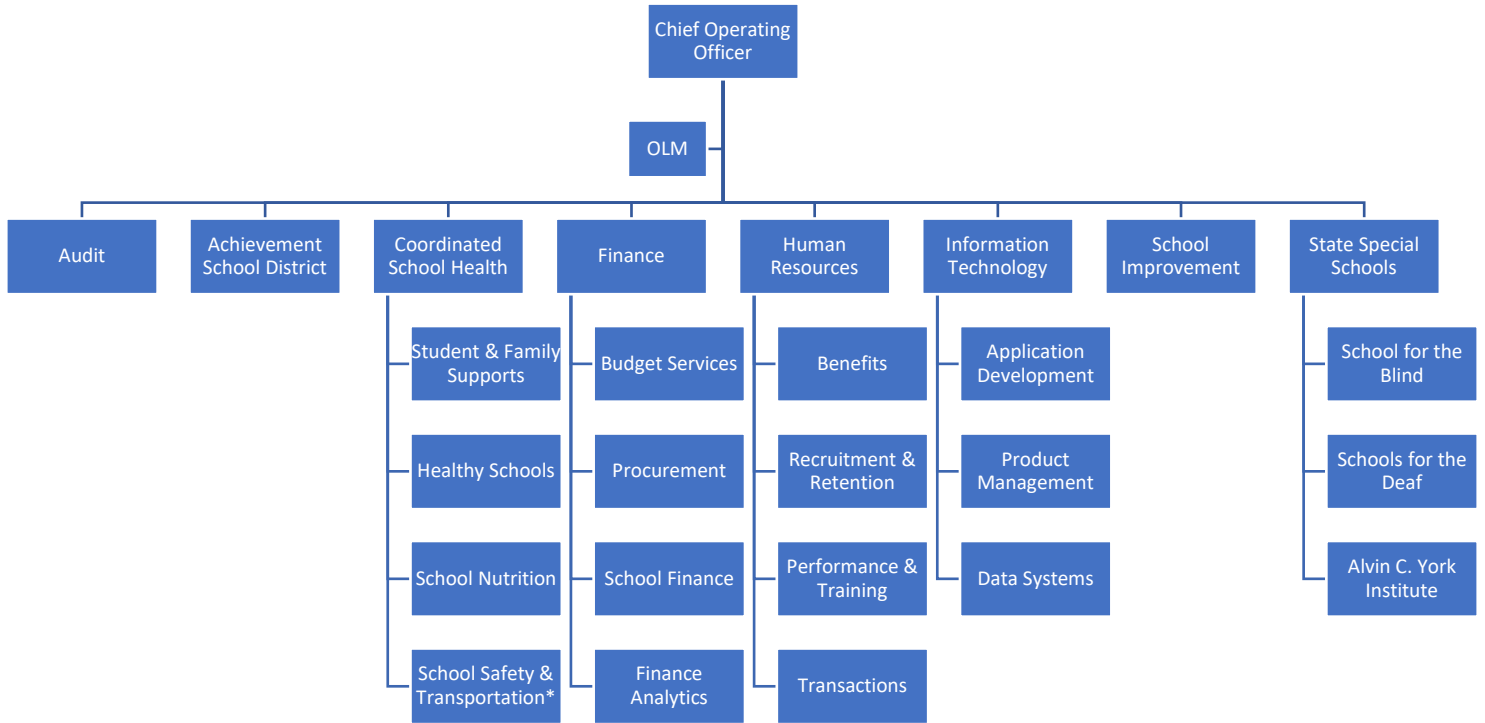 Chief Operating
Officer
OLM
Audit
Achievement
School District
Coordinated
School Health
Finance
Human
Resources
Information
Technology
School
Improvement
State Special
Schools
Student & Family
Supports
Budget Services
Benefits
Application
Development
School for the
Blind
Healthy Schools
Procurement
Recruitment &
Retention
Product
Management
Schools for the
Deaf
School Nutrition
School Finance
Performance &
Training
Data Systems
Alvin C. York
Institute
School Safety &
Transportation*
Finance
Analytics
Transactions